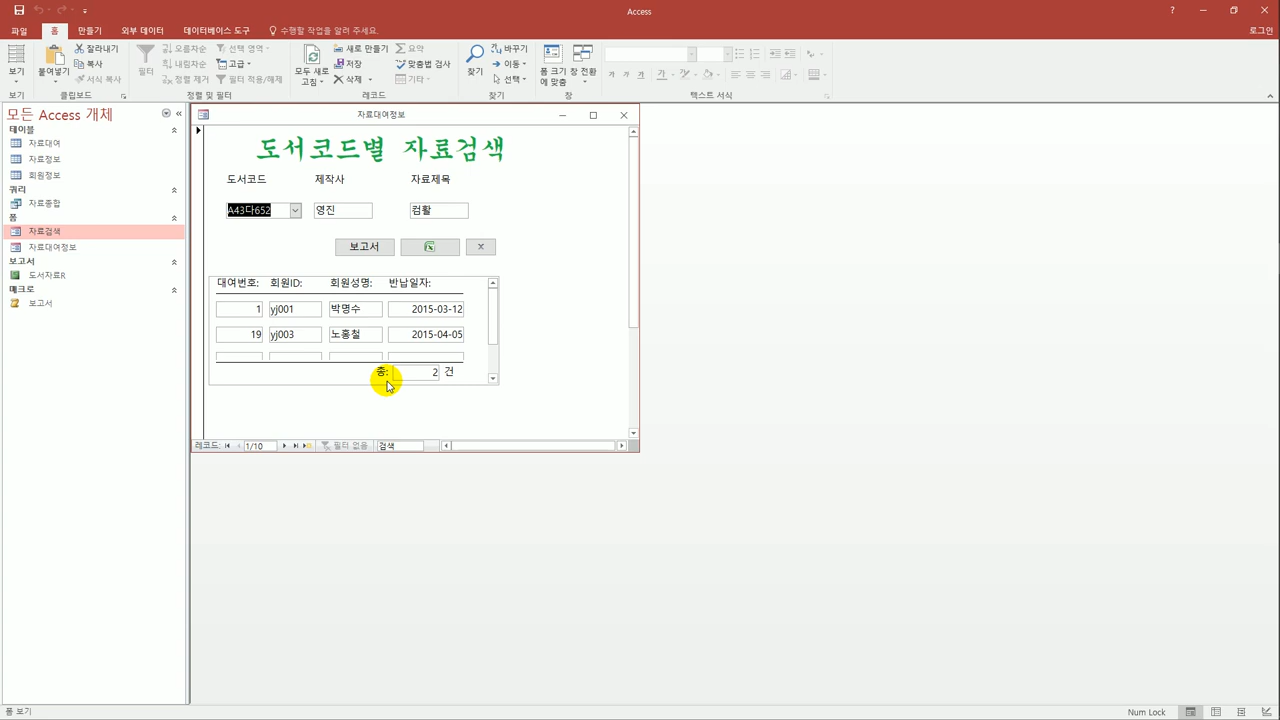 Access
파일 홈 만들기 외부 데이터 데이터베이스 도구 수행할 작업을 알려 주세요. 로그인
보기 붙여넣기 잘라내기 복사 서식 복사
필터 오름차순 내림차순 정렬 제거 선택 영역 고급 필터 적용/해제
모두 새로 고침 새로 만들기 저장 삭제 요약 맞춤법 검사 기타
찾기 바꾸기 이동 선택
폼 크기에 맞춤 창 전환
가 가 가
보기 클립보드 정렬 및 필터 레코드 찾기 창 텍스트 서식
모든 Access 개체
테이블
자료대여
자료정보
회원정보
쿼리
자료종합
폼
자료검색
자료대여정보
보고서
도서자료R
매크로
보고서
자료대여정보
도서코드별 자료검색
도서코드 제작사 자료제목
A43다652 영진 컴활
보고서
대여번호: 회원ID: 회원성명: 반납일자:
1 yj001 박명수 2015-03-12
19 yj003 노홍철 2015-04-05
총: 2 건
레코드: 1/10 필터 없음 검색
폼 보기 Num Lock